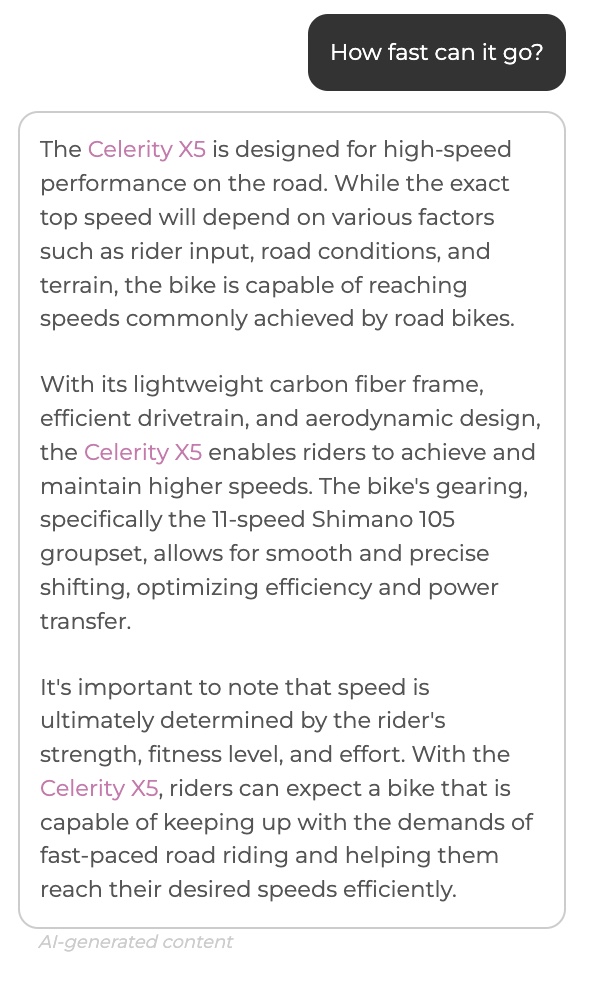 How fast can it go?
The Celerity X5 is designed for high-speed
performance on the road. While the exact
top speed will depend on various factors
such as rider input, road conditions, and
terrain, the bike is capable of reaching
speeds commonly achieved by road bikes.
With its lightweight carbon fiber frame,
efficient drivetrain, and aerodynamic design,
the Celerity X5 enables riders to achieve and
maintain higher speeds. The bike's gearing,
specifically the 11-speed Shimano 105
groupset, allows for smooth and precise
shifting, optimizing efficiency and power
transfer.
It's important to note that speed is
ultimately determined by the rider's
strength, fitness level, and effort. With the
Celerity X5, riders can expect a bike that is
capable of keeping up with the demands of
fast-paced road riding and helping them
reach their desired speeds efficiently.
AI-generated content